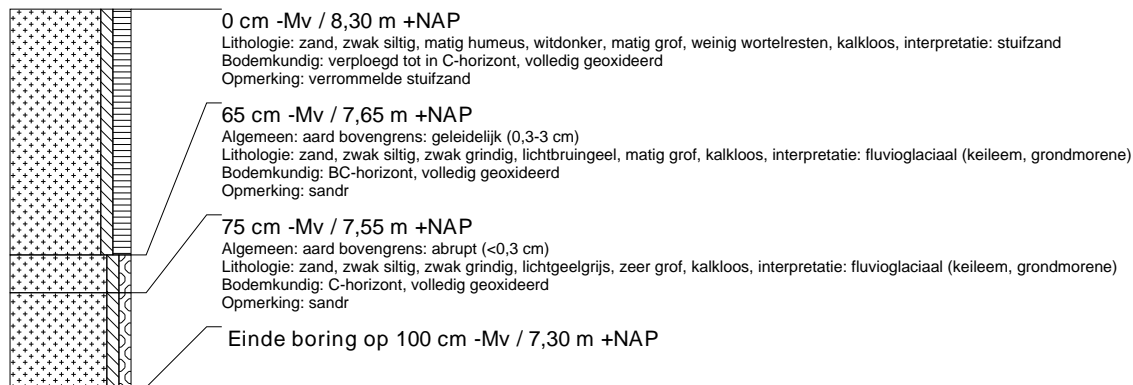 0 cm -Mv / 8,30 m +NAP
Lithologie: zand, zwak siltig, matig humeus, witdonker, matig grof, weinig wortelresten, kalkloos, interpretatie: stuifzand
Bodemkundig: verploegd tot in C-horizont, volledig geoxideerd
Opmerking: verrommelde stuifzand
65 cm -Mv / 7,65 m +NAP
Algemeen: aard bovengrens: geleidelijk (0,3-3 cm)
Lithologie: zand, zwak siltig, zwak grindig, lichtbruingeel, matig grof, kalkloos, interpretatie: fluvioglaciaal (keileem, grondmorene)
Bodemkundig: BC-horizont, volledig geoxideerd
Opmerking: sandr
75 cm -Mv / 7,55 m +NAP
Algemeen: aard bovengrens: abrupt (<0,3 cm)
Lithologie: zand, zwak siltig, zwak grindig, lichtgeelgrijs, zeer grof, kalkloos, interpretatie: fluvioglaciaal (keileem, grondmorene)
Bodemkundig: C-horizont, volledig geoxideerd
Opmerking: sandr
Einde boring op 100 cm -Mv / 7,30 m +NAP